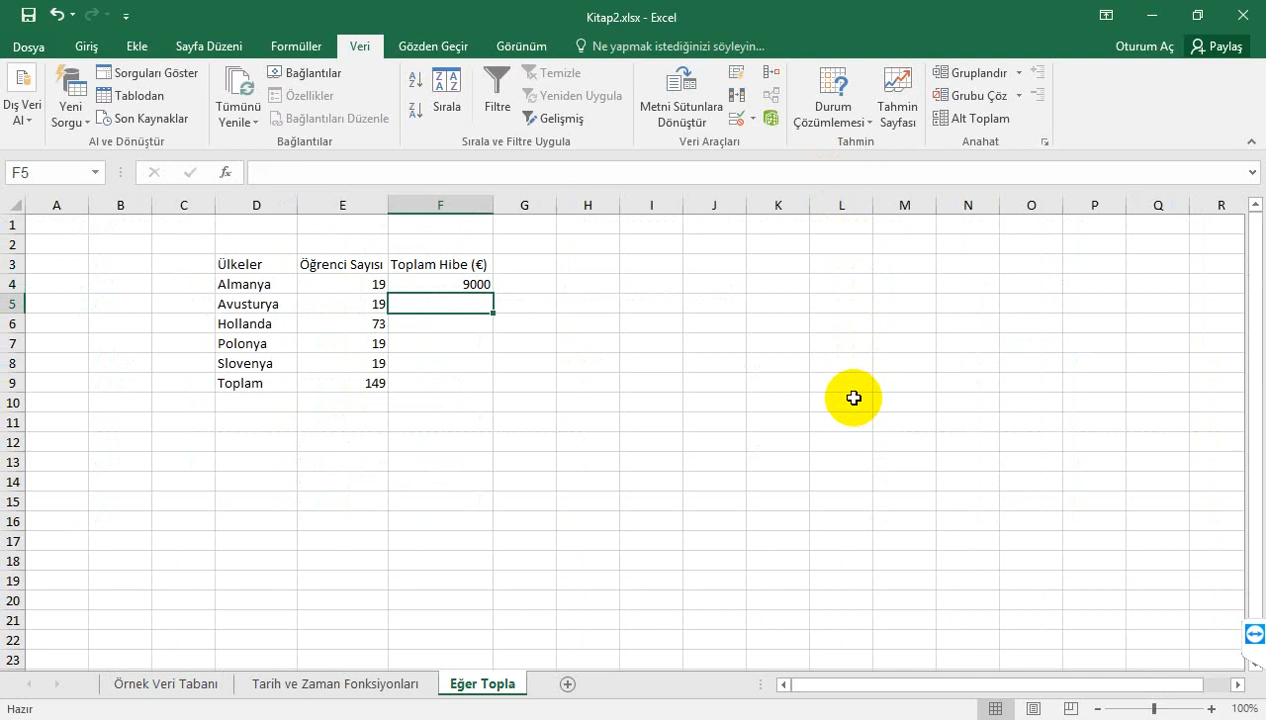 Kitap2.xlsx - Excel
Dosya Giriş Ekle Sayfa Düzeni Formüller Veri Gözden Geçir Görünüm Ne yapmak istediğinizi söyleyin... Oturum Aç Paylaş
Dış Veri Al
Yeni Sorgu
Sorguları Göster
Tablodan
Son Kaynaklar
Al ve Dönüştür
Tümünü Yenile
Bağlantılar
Özellikler
Bağlantıları Düzenle
Bağlantılar
Sırala
Filtre
Temizle
Yeniden Uygula
Gelişmiş
Sırala ve Filtre Uygula
Metni Sütunlara Dönüştür
Veri Araçları
Durum Çözümlemesi
Tahmin Sayfası
Tahmin
Gruplandır
Grubu Çöz
Alt Toplam
Anahat
F5 fx
A B C D E F G H I J K L M N O P Q R
1
2
3 Ülkeler Öğrenci Sayısı Toplam Hibe (€)
4 Almanya 19 9000
5 Avusturya 19
6 Hollanda 73
7 Polonya 19
8 Slovenya 19
9 Toplam 149
10
11
12
13
14
15
16
17
18
19
20
21
22
23
Örnek Veri Tabanı Tarih ve Zaman Fonksiyonları Eğer Topla
Hazır 100%